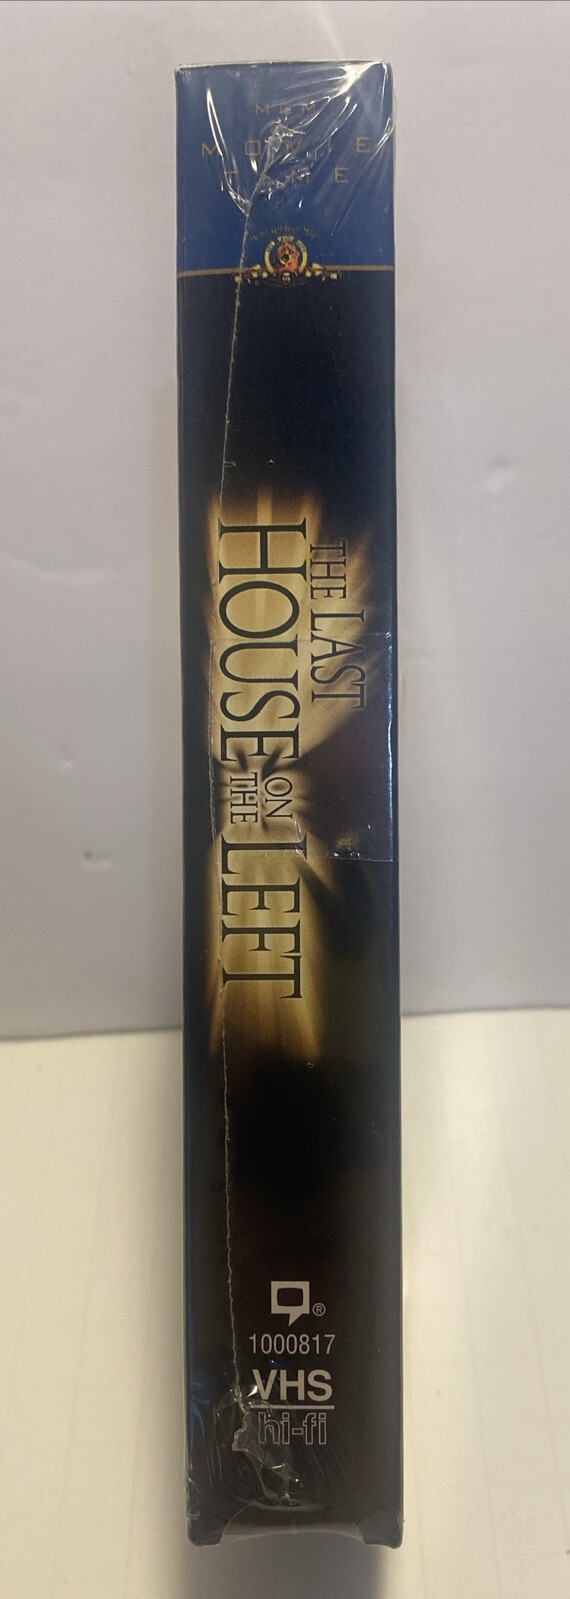 MGM
MOVIE
TIME
THE LAST
HOUSE
ON
THE
LEFT
®
1000817
VHS
hi-fi